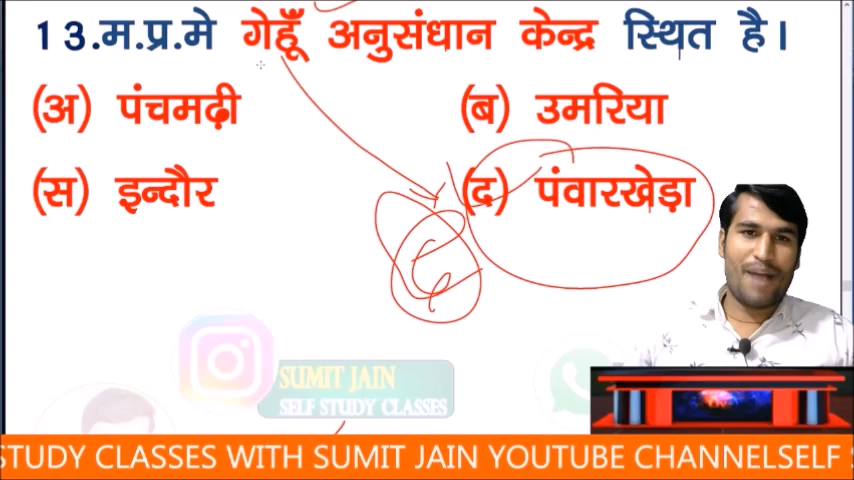 13.म.प्र.मे गेहूँ अनुसंधान केन्द्र स्थित है।
(अ) पंचमढ़ी (ब) उमरिया
(स) इन्दौर (द) पंवारखेड़ा
SUMIT JAIN
SELF STUDY CLASSES
STUDY CLASSES WITH SUMIT JAIN YOUTUBE CHANNELSELF S